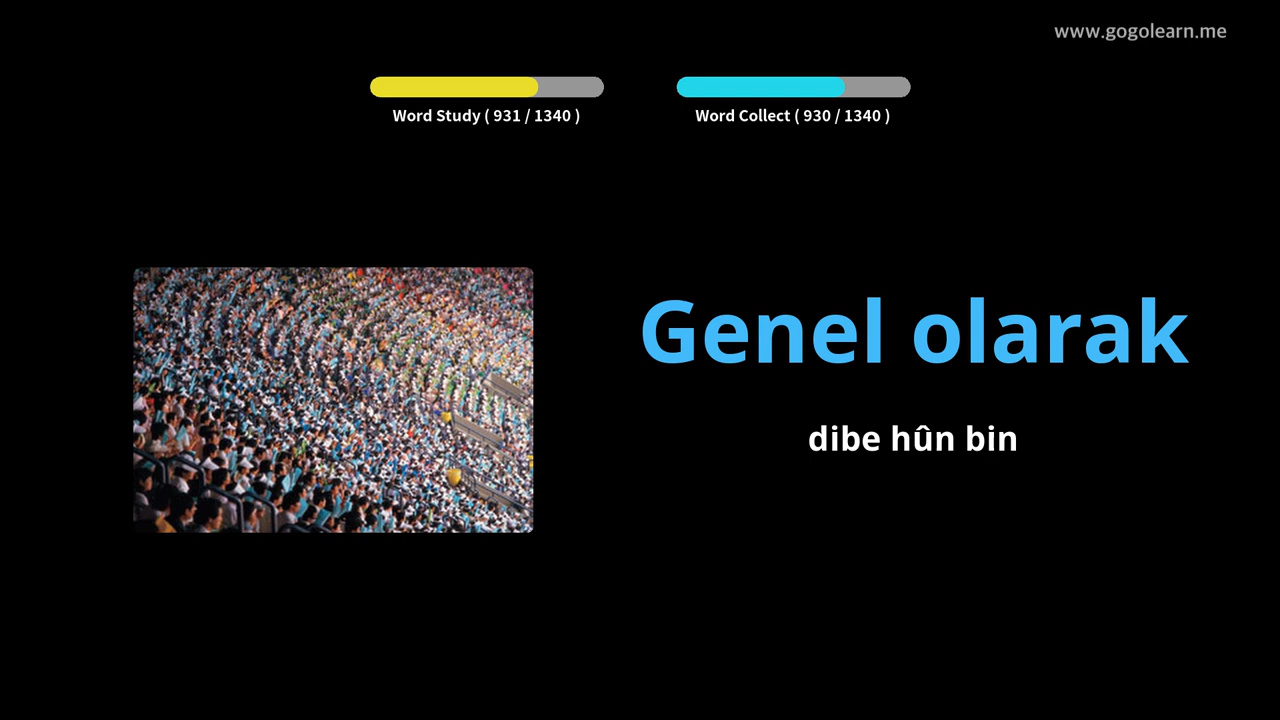 www.gogolearn.me
Word Study ( 931 / 1340 )
Word Collect ( 930 / 1340 )
Genel olarak
dibe hûn bin